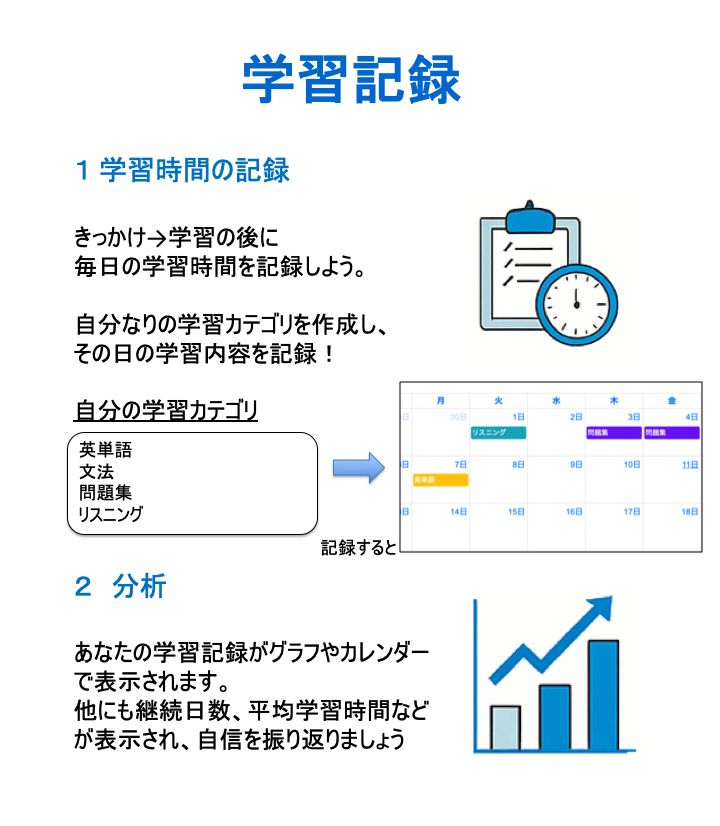 学習記録
1 学習時間の記録
きっかけ→学習の後に
毎日の学習時間を記録しよう。
自分なりの学習カテゴリを作成し、
その日の学習内容を記録！
自分の学習カテゴリ
英単語
文法
問題集
リスニング
記録すると
月 火 水 木 金
日 30日 1日 2日 3日 4日
リスニング 問題集 問題集
日 7日 8日 9日 10日 11日
英単語
日 14日 15日 16日 17日 18日
２　分析
あなたの学習記録がグラフやカレンダー
で表示されます。
他にも継続日数、平均学習時間など
が表示され、自信を振り返りましょう